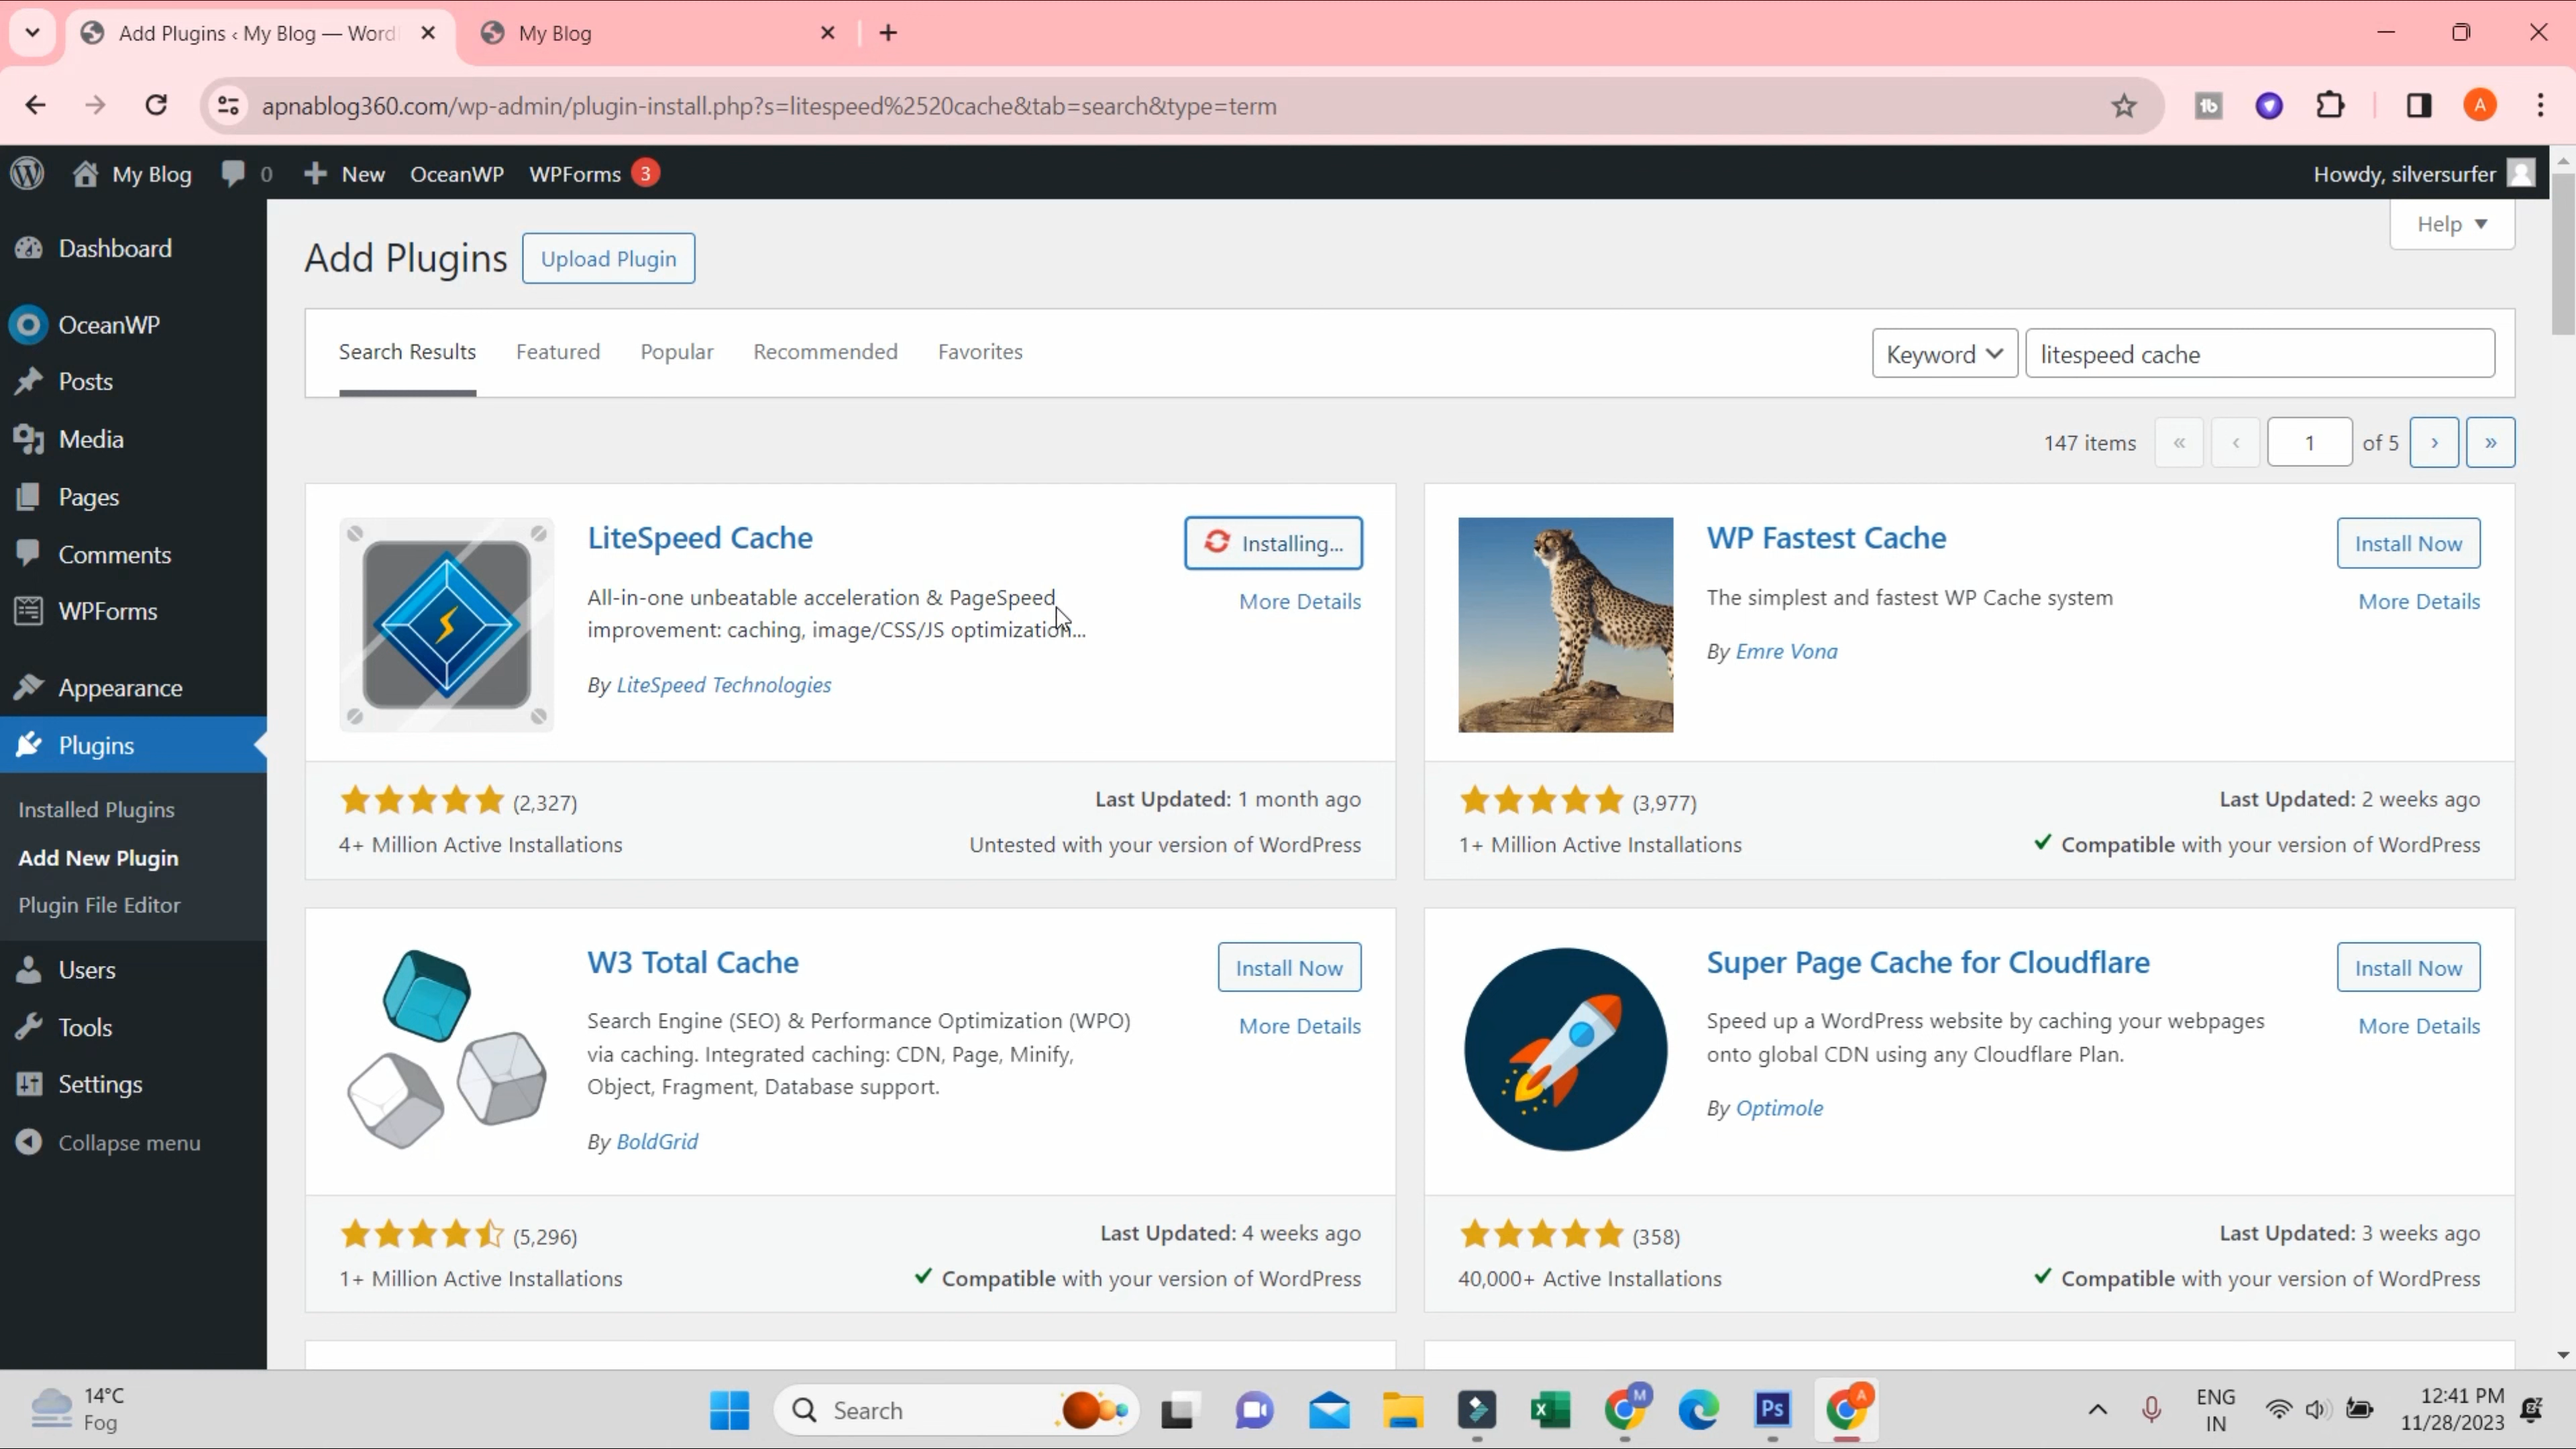 Add Plugins ‹ My Blog — Word
My Blog
apnablog360.com/wp-admin/plugin-install.php?s=litespeed%2520cache&tab=search&type=term
A
My Blog
0
New
OceanWP
WPForms 3
Howdy, silversurfer
Dashboard
OceanWP
Posts
Media
Pages
Comments
WPForms
Appearance
Plugins
Installed Plugins
Add New Plugin
Plugin File Editor
Users
Tools
Settings
Collapse menu
Help
Add Plugins
Upload Plugin
Search Results
Featured
Popular
Recommended
Favorites
Keyword
litespeed cache
147 items « ‹ 1 of 5 › »
LiteSpeed Cache
Installing...
More Details
All-in-one unbeatable acceleration & PageSpeed
improvement: caching, image/CSS/JS optimization...
By LiteSpeed Technologies
(2,327)
Last Updated: 1 month ago
4+ Million Active Installations
Untested with your version of WordPress
WP Fastest Cache
Install Now
More Details
The simplest and fastest WP Cache system
By Emre Vona
(3,977)
Last Updated: 2 weeks ago
1+ Million Active Installations
Compatible with your version of WordPress
W3 Total Cache
Install Now
More Details
Search Engine (SEO) & Performance Optimization (WPO)
via caching. Integrated caching: CDN, Page, Minify,
Object, Fragment, Database support.
By BoldGrid
(5,296)
Last Updated: 4 weeks ago
1+ Million Active Installations
Compatible with your version of WordPress
Super Page Cache for Cloudflare
Install Now
More Details
Speed up a WordPress website by caching your webpages
onto global CDN using any Cloudflare Plan.
By Optimole
(358)
Last Updated: 3 weeks ago
40,000+ Active Installations
Compatible with your version of WordPress
14°C
Fog
Search
M
Ps
A
ENG
IN
12:41 PM
11/28/2023